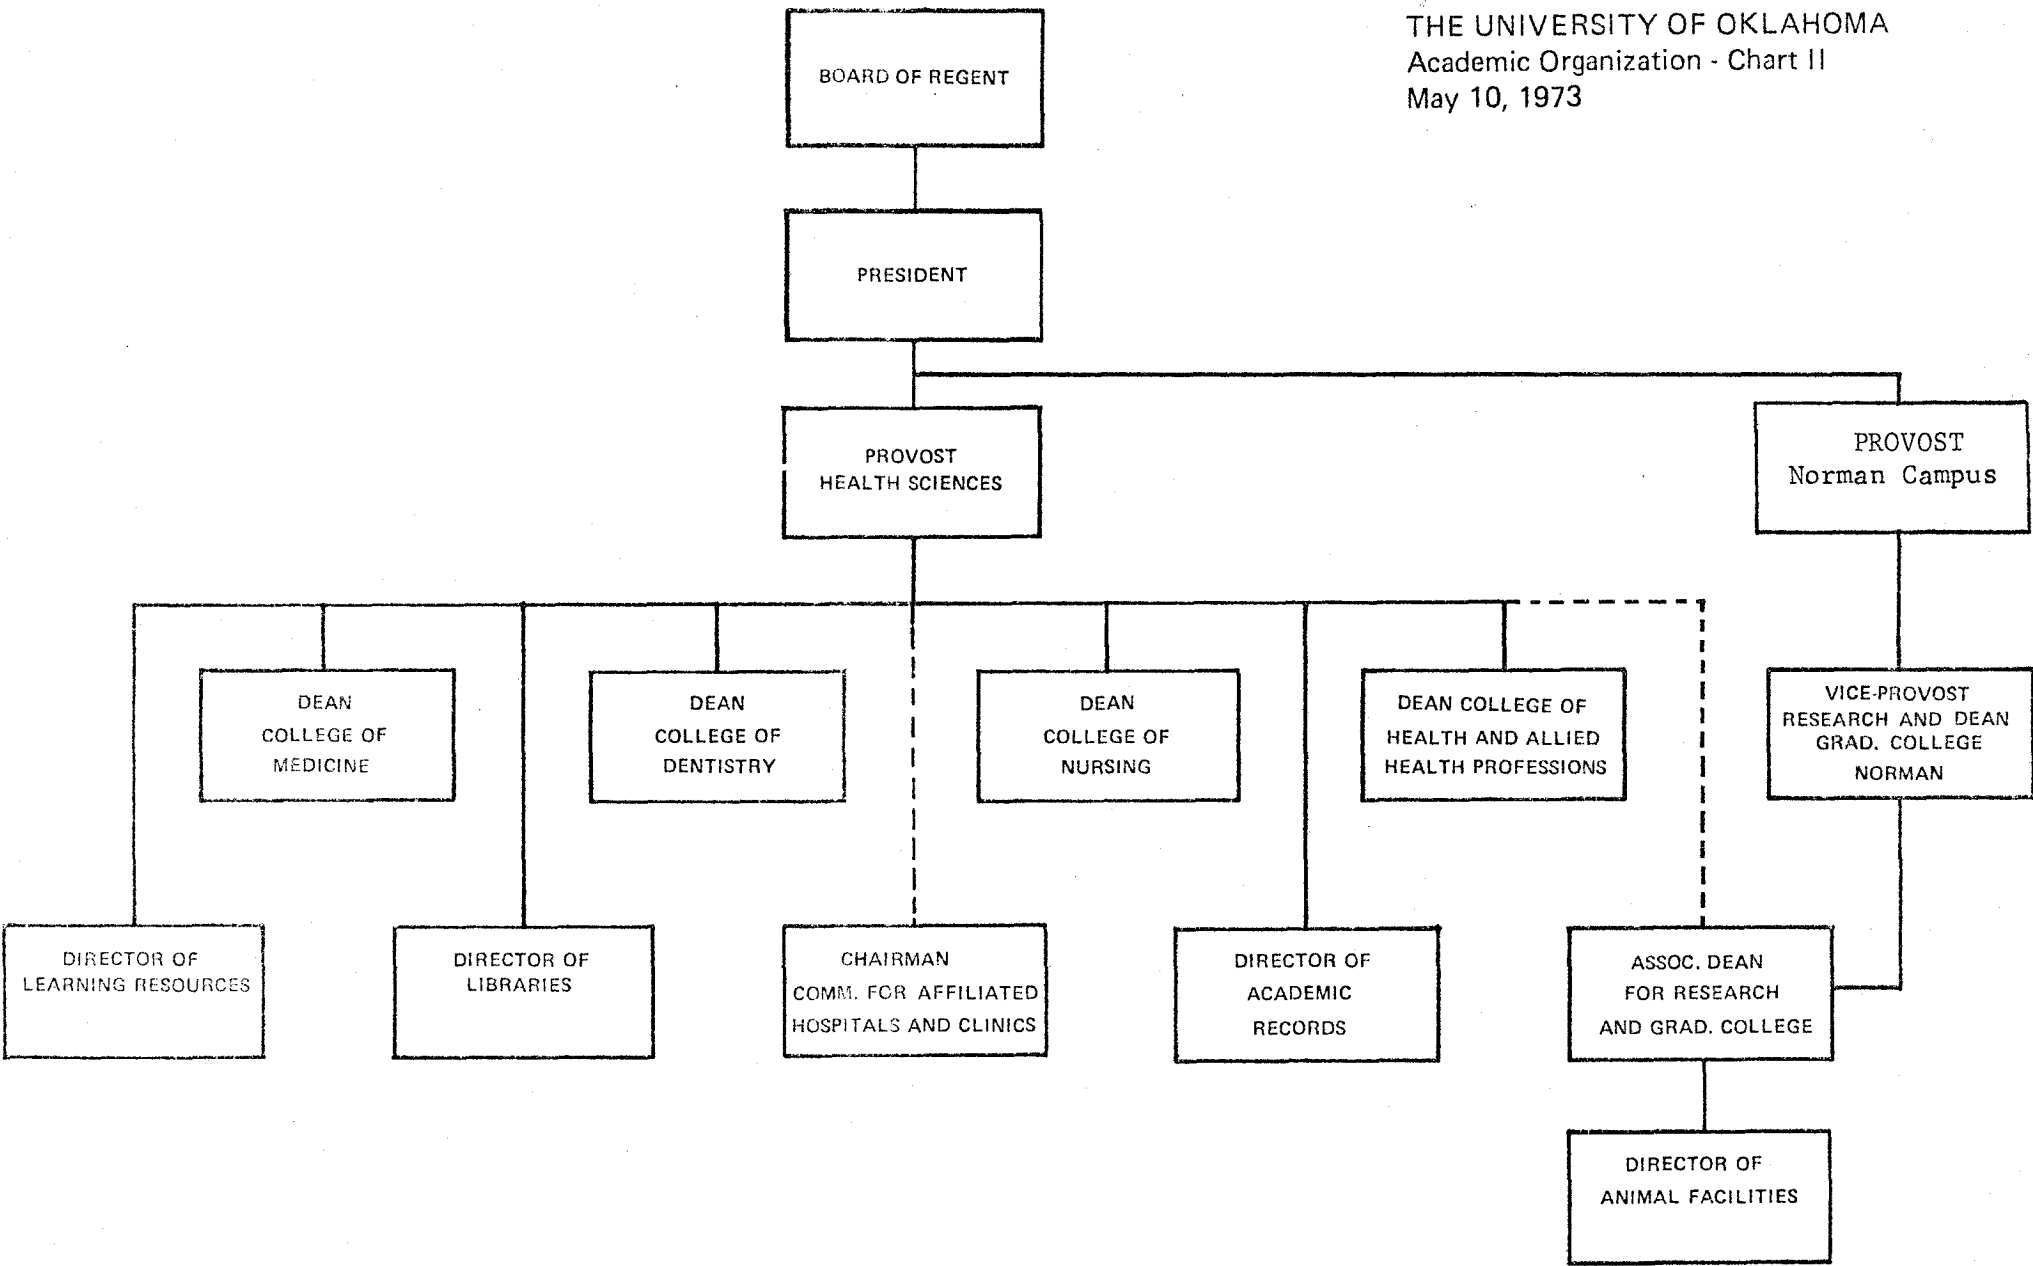 THE UNIVERSITY OF OKLAHOMA
Academic Organization - Chart II
May 10, 1973
BOARD OF REGENT
PRESIDENT
PROVOST
HEALTH SCIENCES
PROVOST
Norman Campus
DEAN
COLLEGE OF
MEDICINE
DEAN
COLLEGE OF
DENTISTRY
DEAN
COLLEGE OF
NURSING
DEAN COLLEGE OF
HEALTH AND ALLIED
HEALTH PROFESSIONS
VICE-PROVOST
RESEARCH AND DEAN
GRAD. COLLEGE
NORMAN
DIRECTOR OF
LEARNING RESOURCES
DIRECTOR OF
LIBRARIES
CHAIRMAN
COMM. FOR AFFILIATED
HOSPITALS AND CLINICS
DIRECTOR OF
ACADEMIC
RECORDS
ASSOC. DEAN
FOR RESEARCH
AND GRAD. COLLEGE
DIRECTOR OF
ANIMAL FACILITIES